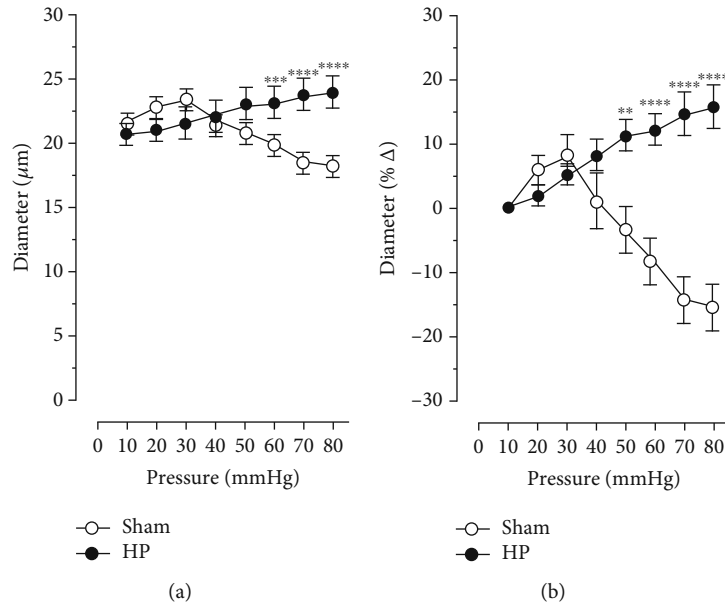 30
25
20
15
10
5
0
Diameter (μm)
*** **** ****
0 10 20 30 40 50 60 70 80
Pressure (mmHg)
Sham
HP
(a)
30
20
10
0
−10
−20
−30
Diameter (% Δ)
** **** **** ****
0 10 20 30 40 50 60 70 80
Pressure (mmHg)
Sham
HP
(b)